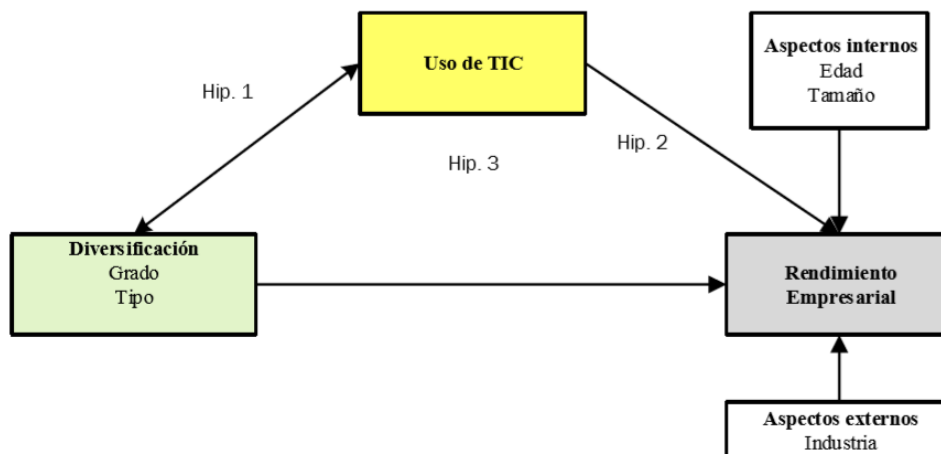 Uso de TIC
Aspectos internos
Edad
Tamaño
Hip. 1
Hip. 2
Hip. 3
Diversificación
Grado
Tipo
Rendimiento
Empresarial
Aspectos externos
Industria